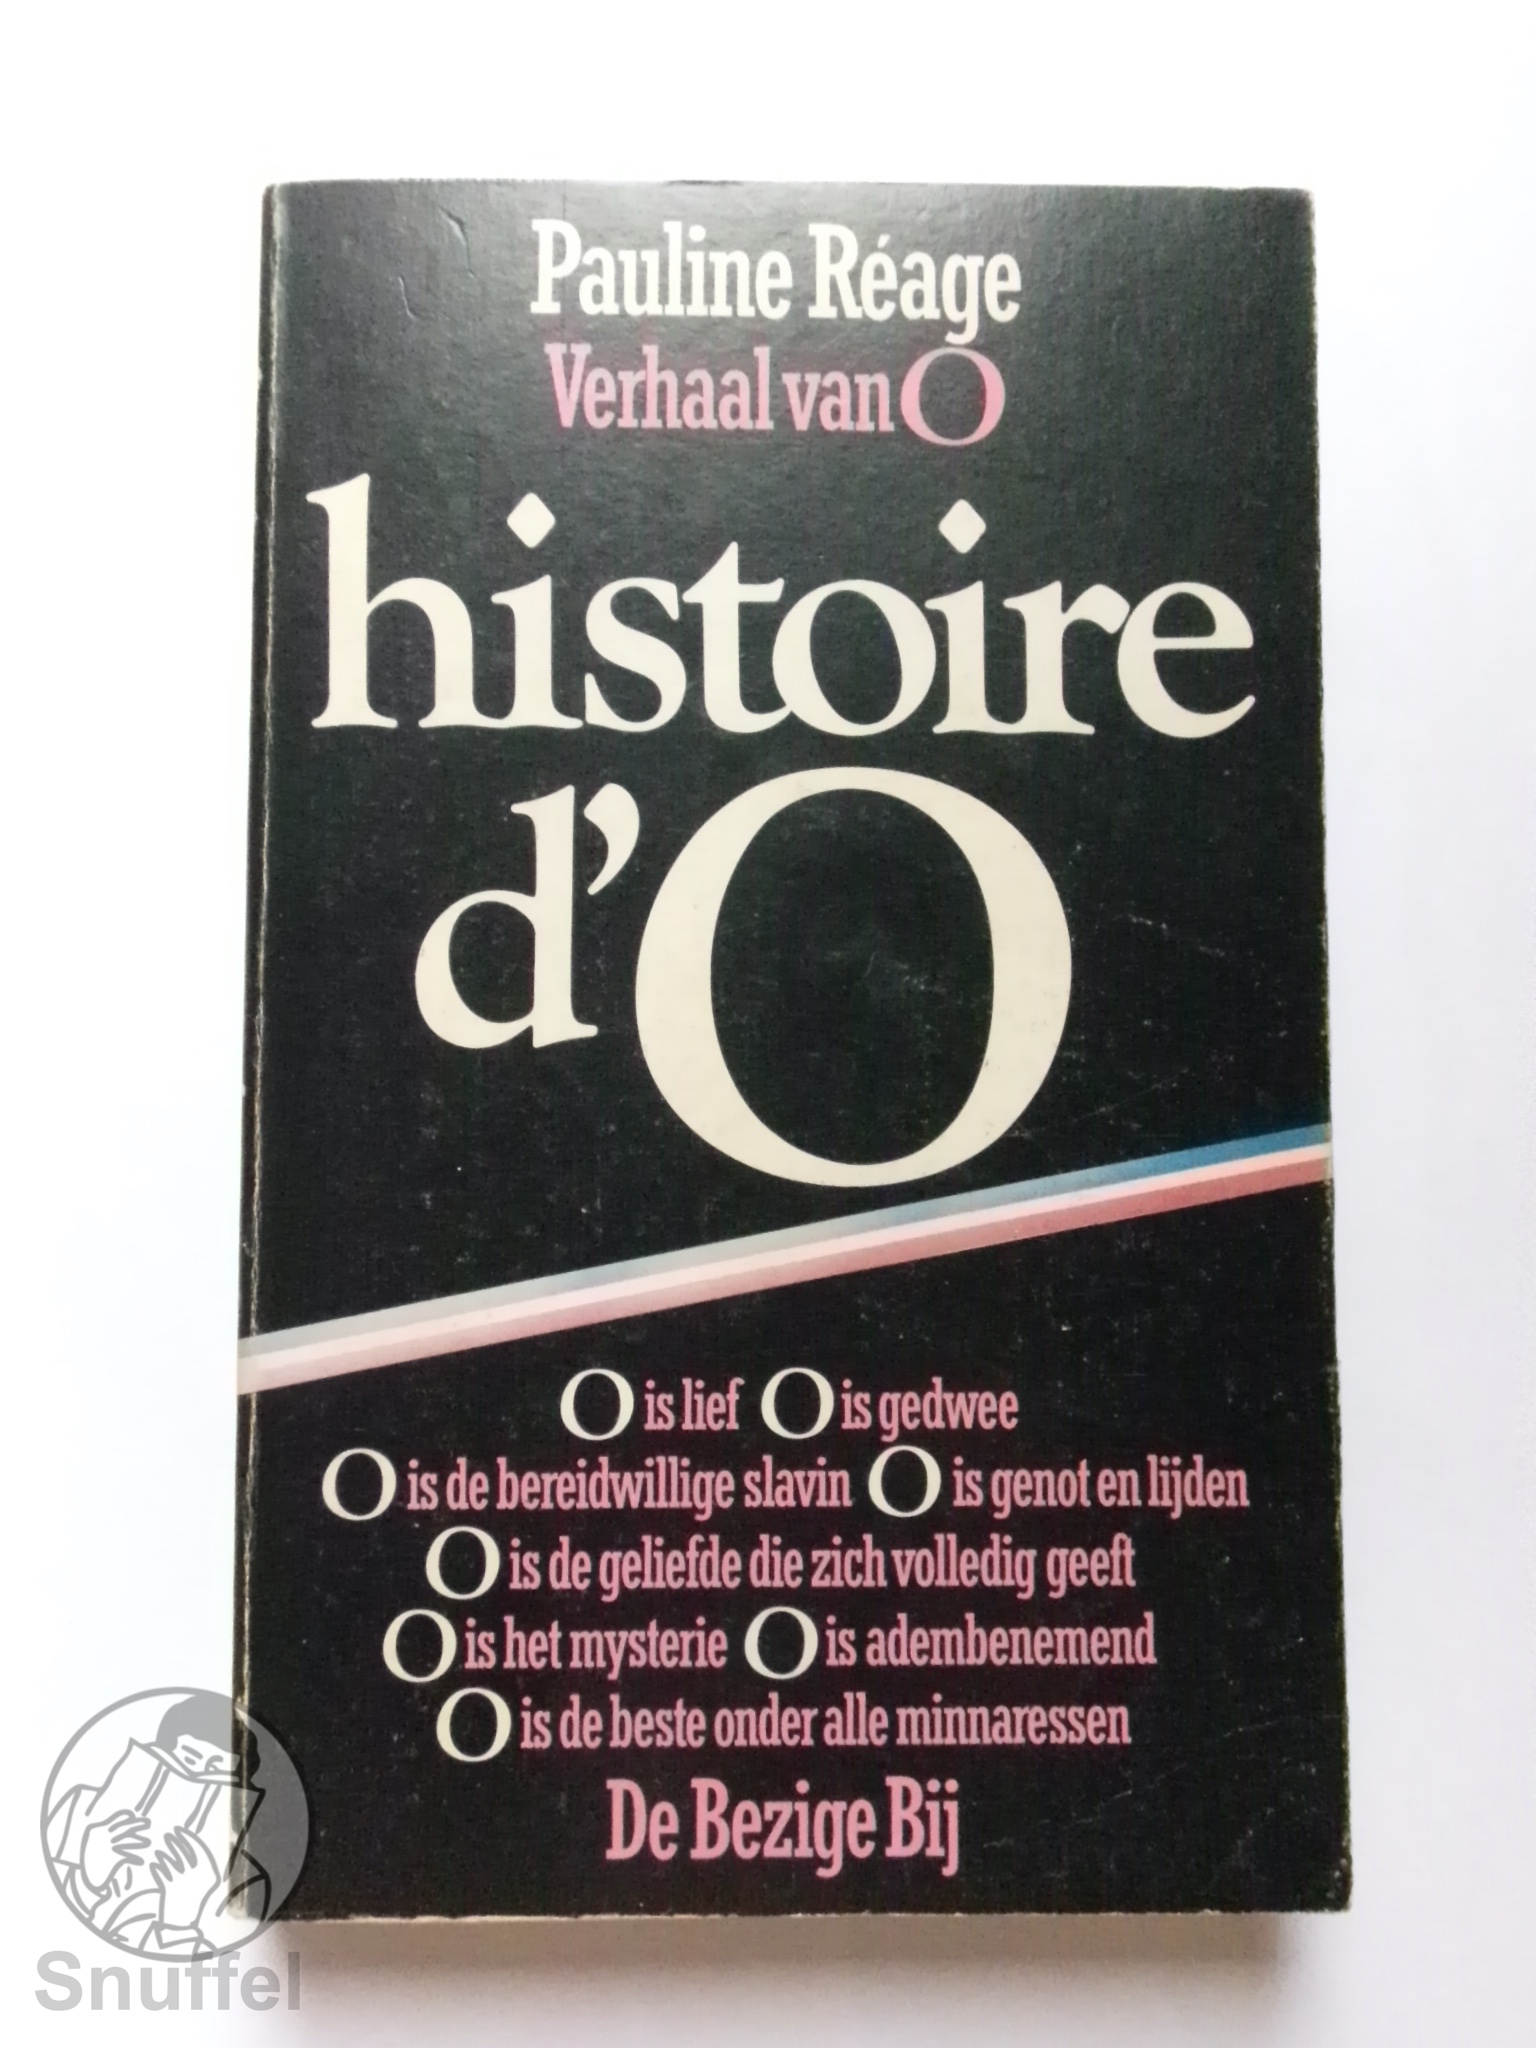 Pauline Réage
Verhaal van O
histoire
d'O
O is lief O is gedwee
O is de bereidwillige slavin O is genot en lijden
O is de geliefde die zich volledig geeft
O is het mysterie O is adembenemend
O is de beste onder alle minnaressen
De Bezige Bij
Snuffel